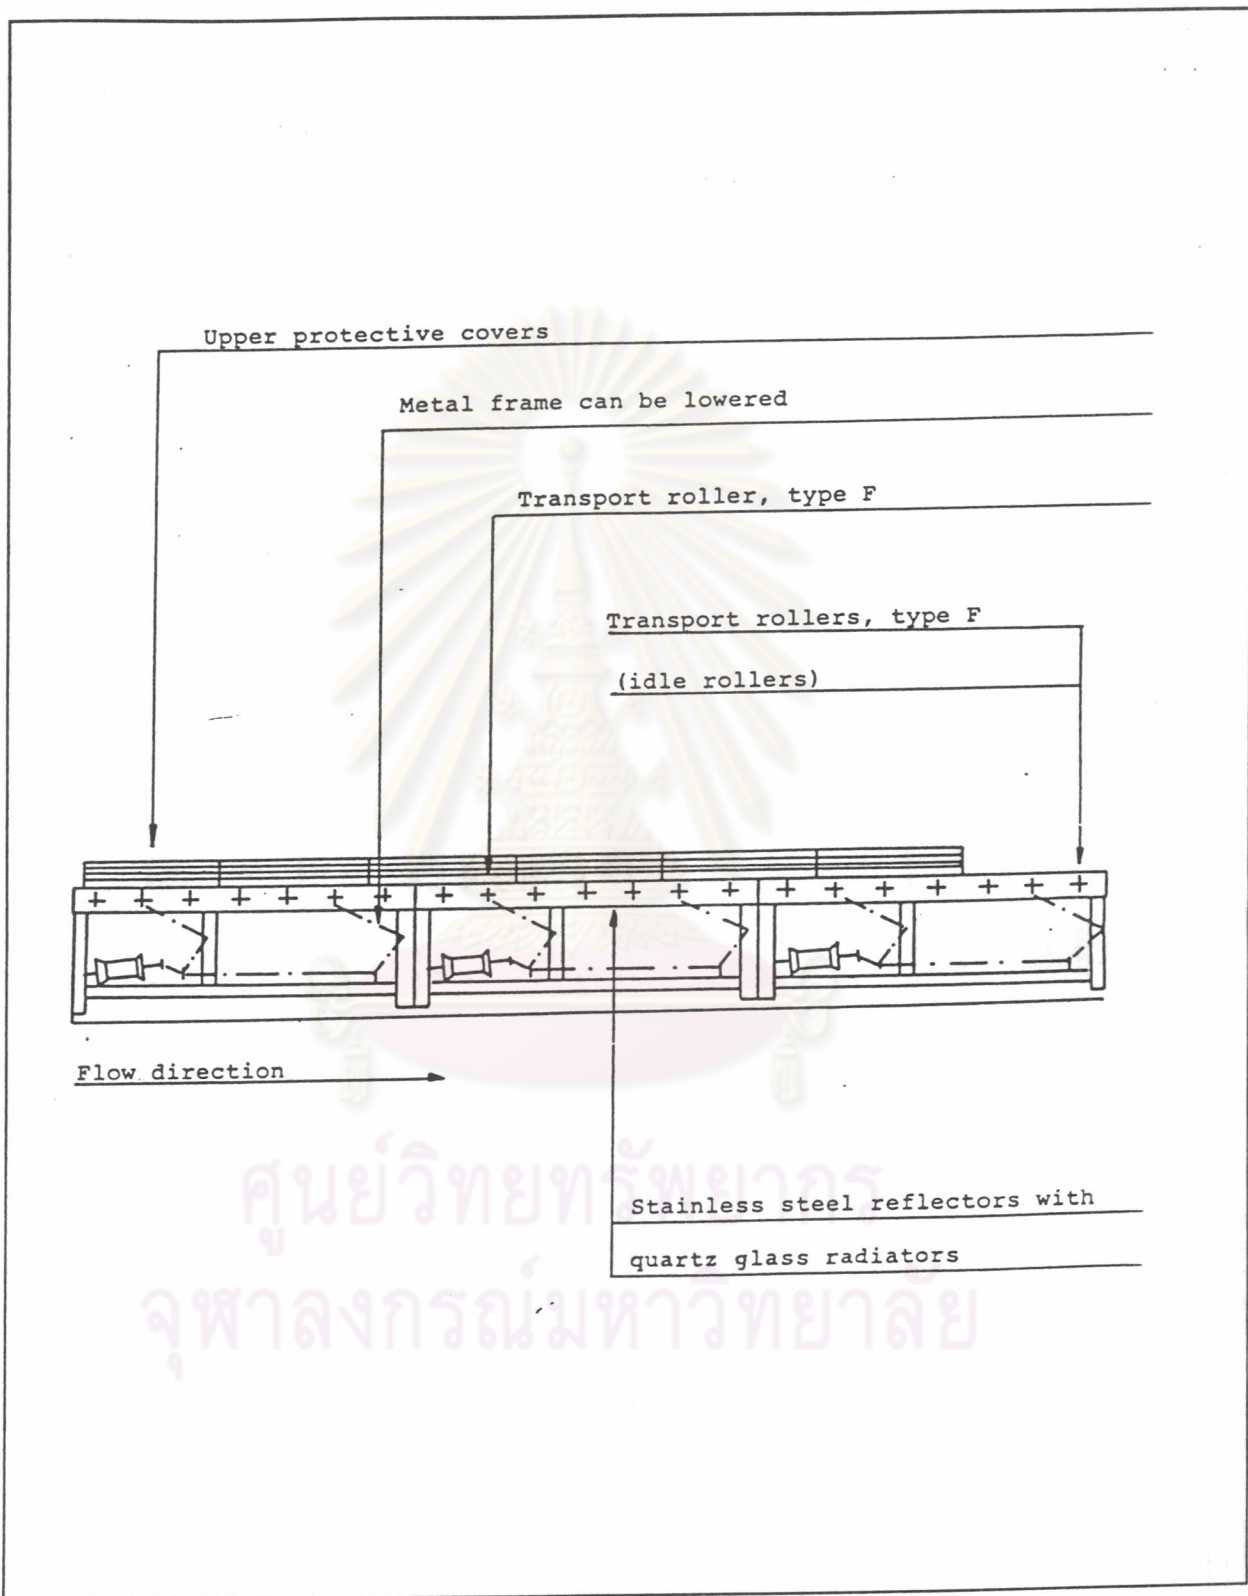 Upper protective covers
Metal frame can be lowered
Transport roller, type F
Transport rollers, type F
(idle rollers)
Flow direction
Stainless steel reflectors with
quartz glass radiators
ศูนย์วิทยทรัพยากร
จุฬาลงกรณ์มหาวิทยาลัย